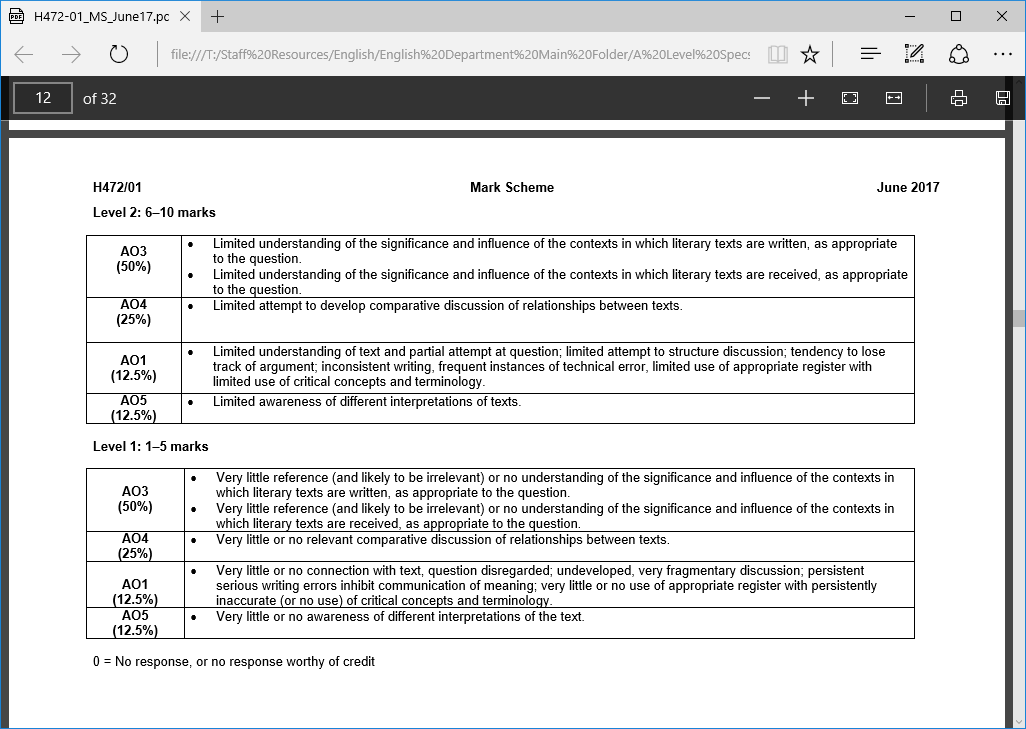 H472-01_MS_June17.pc
file:///T:/Staff%20Resources/English/English%20Department%20Main%20Folder/A%20Level%20Specs
12 of 32
H472/01 Mark Scheme June 2017
Level 2: 6–10 marks
AO3
(50%)
• Limited understanding of the significance and influence of the contexts in which literary texts are written, as appropriate
to the question.
• Limited understanding of the significance and influence of the contexts in which literary texts are received, as appropriate
to the question.
AO4
(25%)
• Limited attempt to develop comparative discussion of relationships between texts.
AO1
(12.5%)
• Limited understanding of text and partial attempt at question; limited attempt to structure discussion; tendency to lose
track of argument; inconsistent writing, frequent instances of technical error, limited use of appropriate register with
limited use of critical concepts and terminology.
AO5
(12.5%)
• Limited awareness of different interpretations of texts.
Level 1: 1–5 marks
AO3
(50%)
• Very little reference (and likely to be irrelevant) or no understanding of the significance and influence of the contexts in
which literary texts are written, as appropriate to the question.
• Very little reference (and likely to be irrelevant) or no understanding of the significance and influence of the contexts in
which literary texts are received, as appropriate to the question.
AO4
(25%)
• Very little or no relevant comparative discussion of relationships between texts.
AO1
(12.5%)
• Very little or no connection with text, question disregarded; undeveloped, very fragmentary discussion; persistent
serious writing errors inhibit communication of meaning; very little or no use of appropriate register with persistently
inaccurate (or no use) of critical concepts and terminology.
AO5
(12.5%)
• Very little or no awareness of different interpretations of the text.
0 = No response, or no response worthy of credit